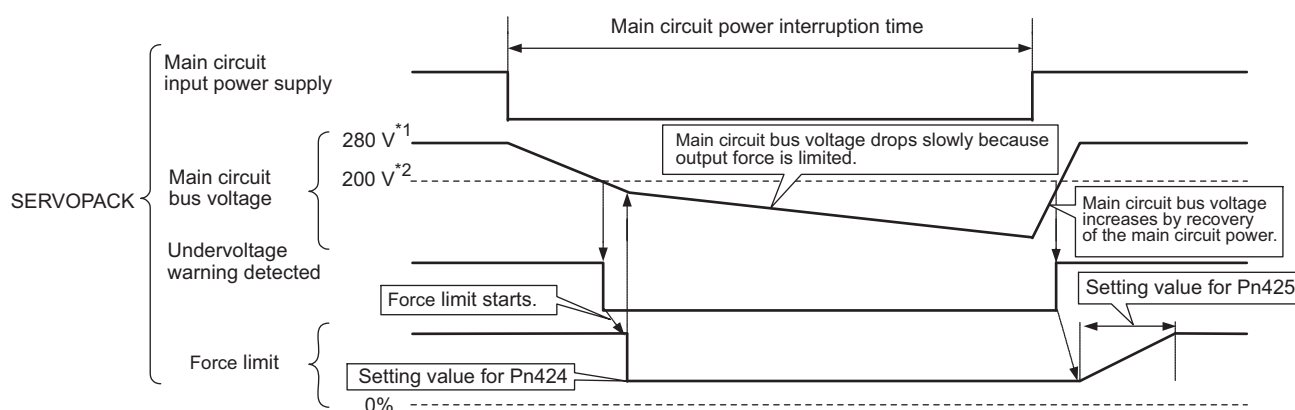 Main circuit power interruption time
Main circuit
input power supply
280 V*1
200 V*2
Main circuit bus voltage drops slowly because
output force is limited.
SERVOPACK
Main circuit
bus voltage
Main circuit bus voltage
increases by recovery
of the main circuit power.
Undervoltage
warning detected
Force limit starts.
Setting value for Pn425
Force limit
Setting value for Pn424
0%